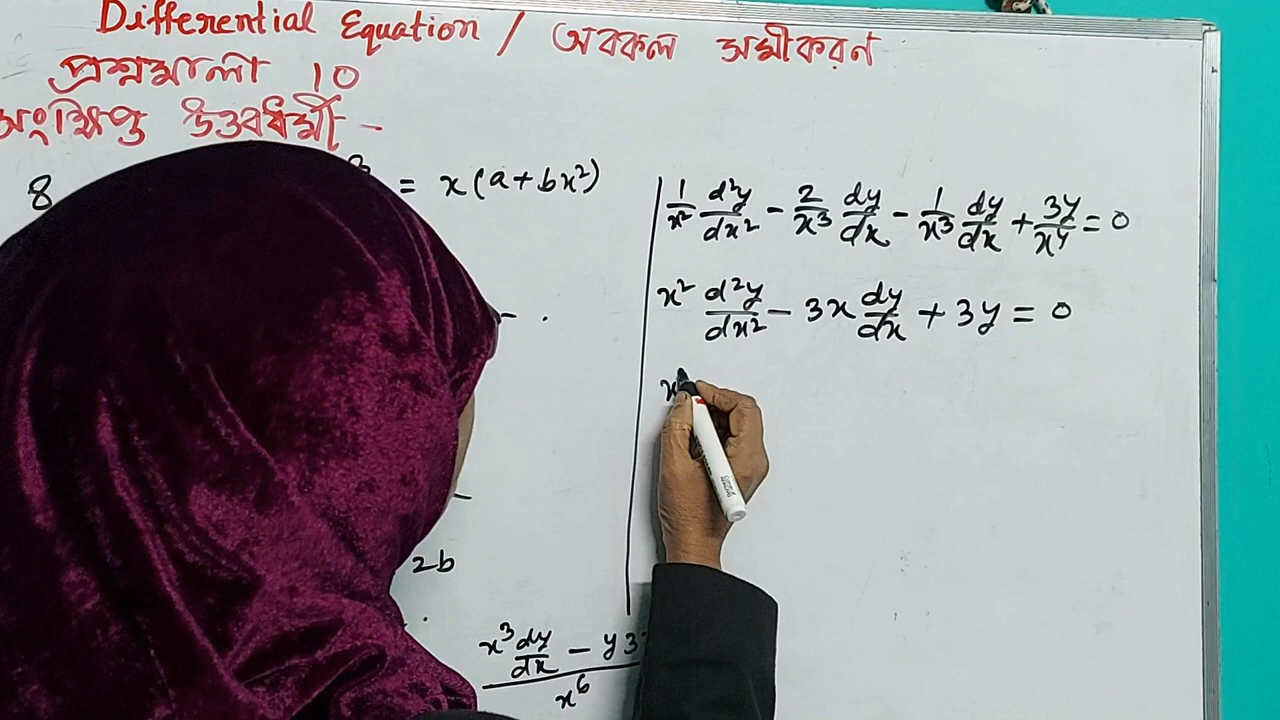 Differential Equation / অবকল সমীকরণ
প্রশ্নমালা 10
সংক্ষিপ্ত উত্তরধর্মী -
8 = x(a+bx²)
2b
x³ dy/dx - y3
x⁶
1/x² d²y/dx² - 2/x³ dy/dx - 1/x³ dy/dx + 3y/x⁴ = 0
x² d²y/dx² - 3x dy/dx + 3y = 0
x